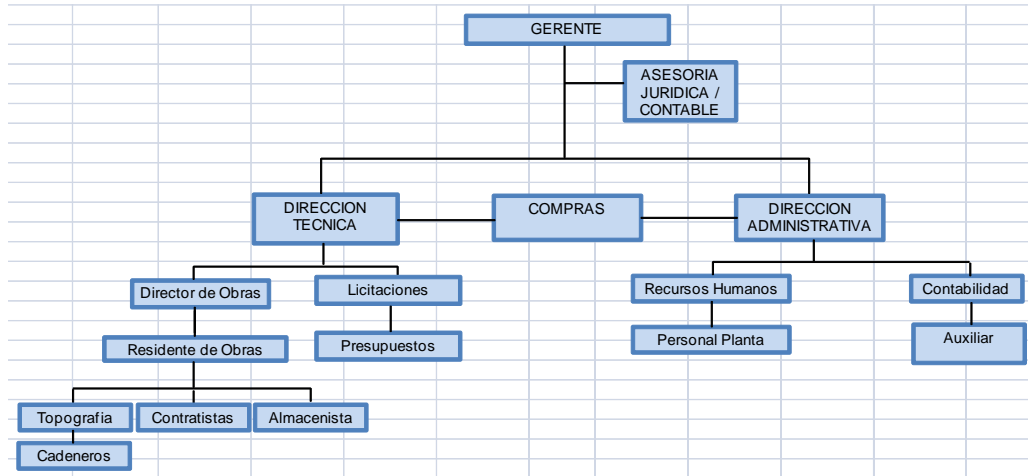 GERENTE
ASESORIA
JURIDICA /
CONTABLE
DIRECCION
TECNICA
COMPRAS
DIRECCION
ADMINISTRATIVA
Director de Obras
Licitaciones
Recursos Humanos
Contabilidad
Residente de Obras
Presupuestos
Personal Planta
Auxiliar
Topografia
Contratistas
Almacenista
Cadeneros